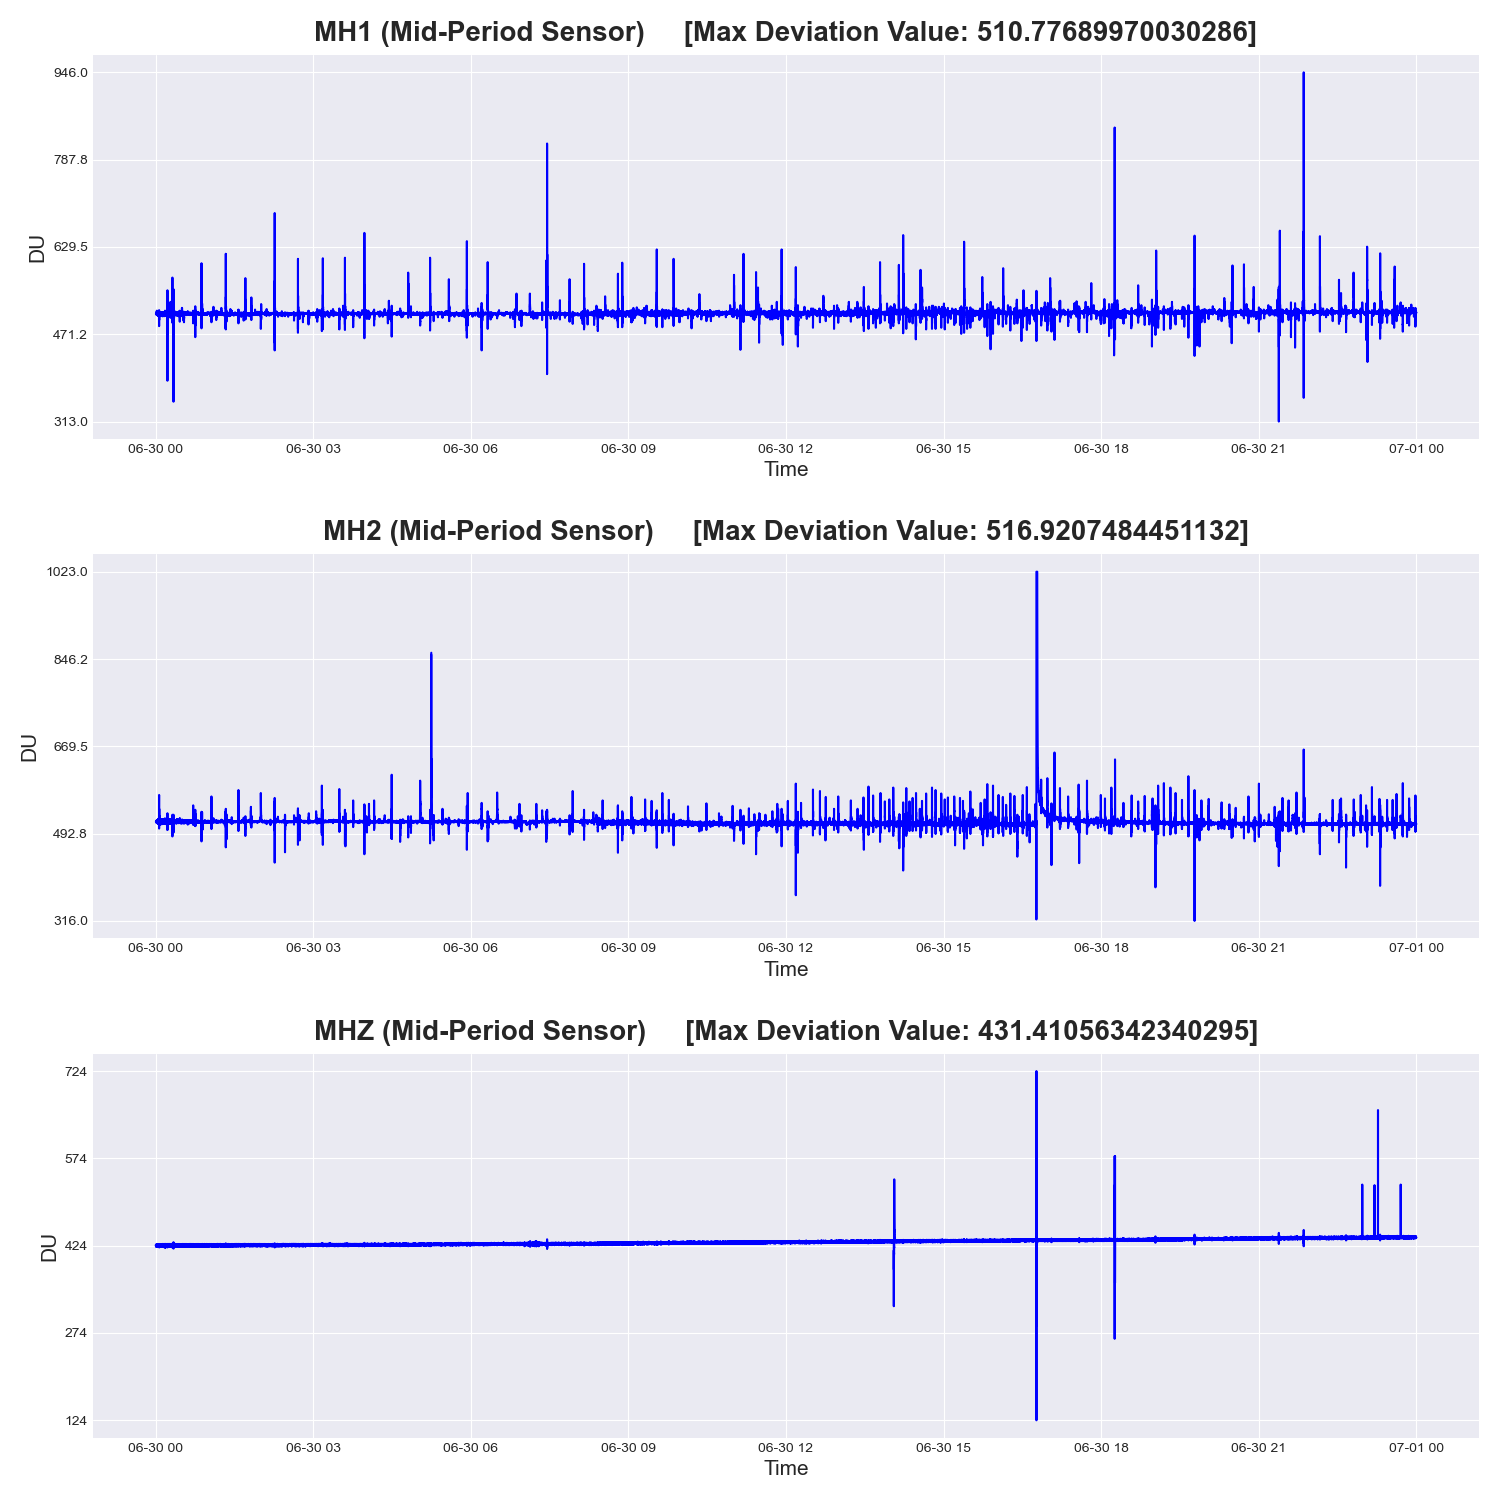 MH1 (Mid-Period Sensor) [Max Deviation Value: 510.77689970030286]
946.0
787.8
629.5
471.2
313.0
DU
06-30 00 06-30 03 06-30 06 06-30 09 06-30 12 06-30 15 06-30 18 06-30 21 07-01 00
Time
MH2 (Mid-Period Sensor) [Max Deviation Value: 516.9207484451132]
1023.0
846.2
669.5
492.8
316.0
DU
06-30 00 06-30 03 06-30 06 06-30 09 06-30 12 06-30 15 06-30 18 06-30 21 07-01 00
Time
MHZ (Mid-Period Sensor) [Max Deviation Value: 431.41056342340295]
724
574
424
274
124
DU
06-30 00 06-30 03 06-30 06 06-30 09 06-30 12 06-30 15 06-30 18 06-30 21 07-01 00
Time